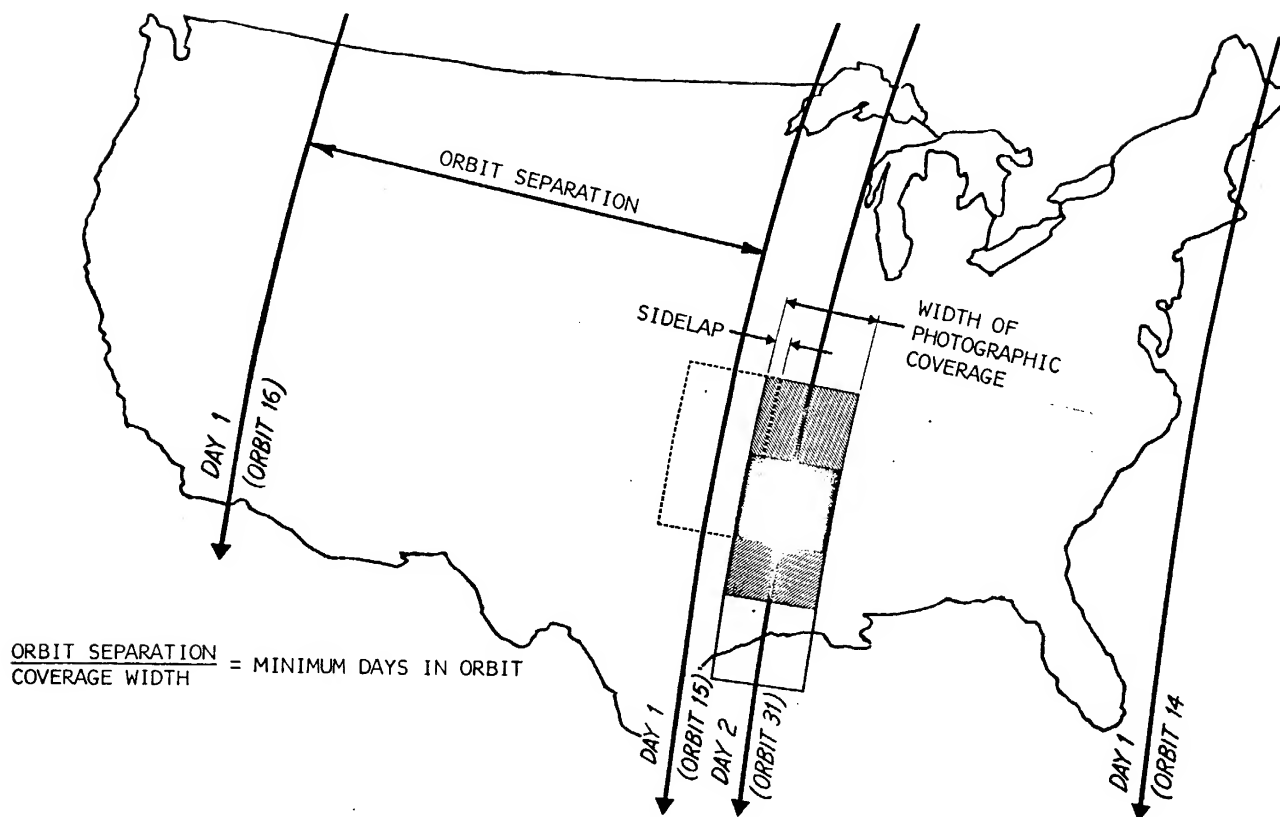 ORBIT SEPARATION
SIDELAP
WIDTH OF
PHOTOGRAPHIC
COVERAGE
DAY 1
(ORBIT 16)
ORBIT SEPARATION
COVERAGE WIDTH
= MINIMUM DAYS IN ORBIT
DAY 1
(ORBIT 15)
DAY 2
(ORBIT 31)
DAY 1
(ORBIT 14